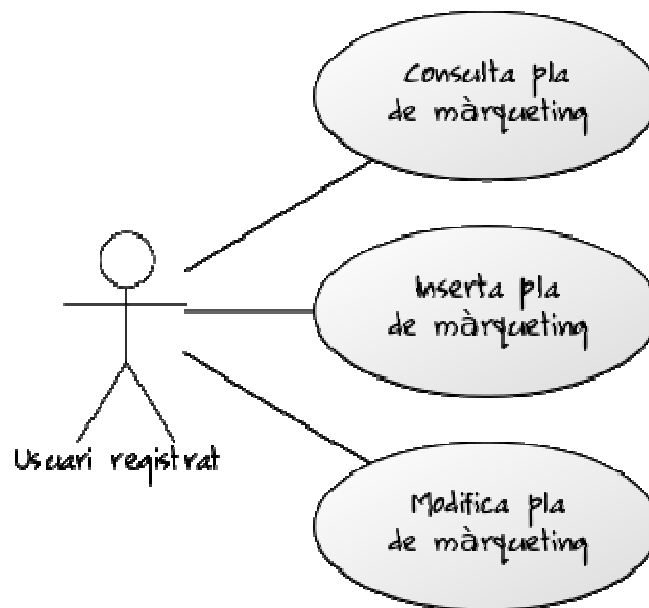 Consulta pla
de màrqueting
Inserta pla
de màrqueting
Usuari registrat
Modifica pla
de màrqueting